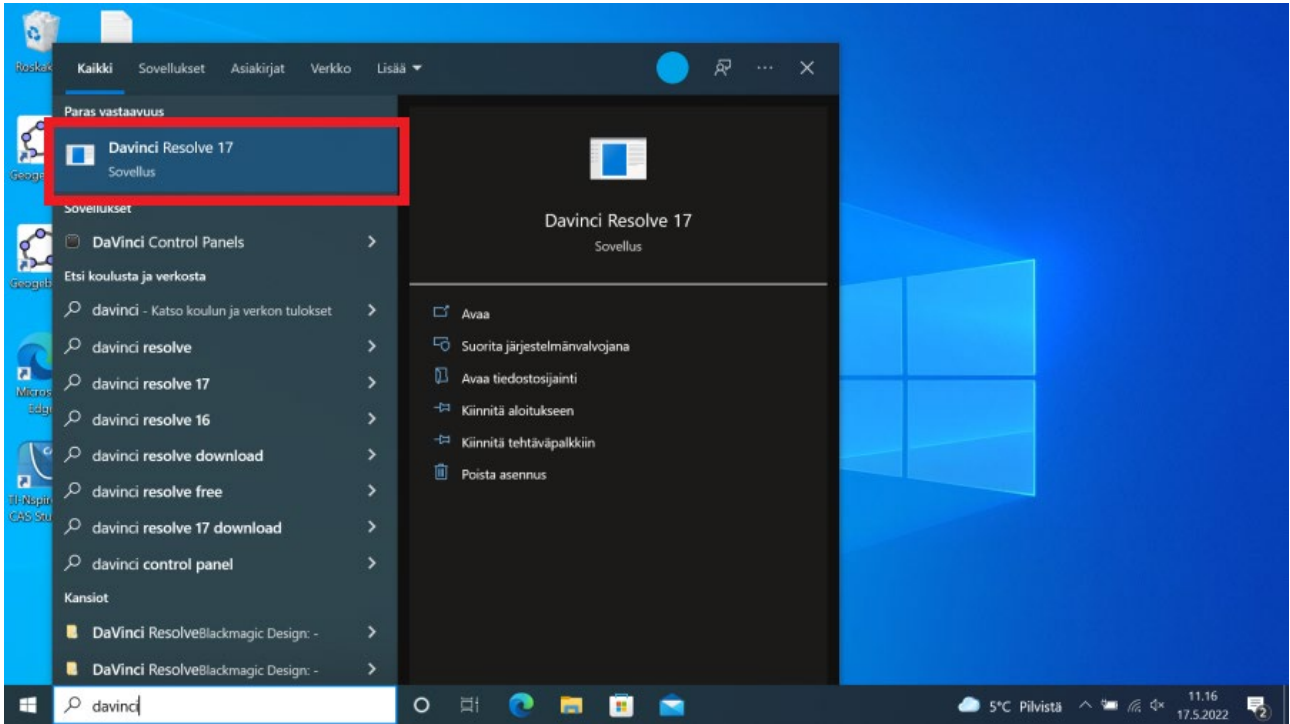 Kaikki Sovellukset Asiakirjat Verkko Lisää
Paras vastaavuus
Davinci Resolve 17
Sovellus
Sovellukset
DaVinci Control Panels
Etsi koulusta ja verkosta
davinci - Katso koulun ja verkon tulokset
davinci resolve
davinci resolve 17
davinci resolve 16
davinci resolve download
davinci resolve free
davinci resolve 17 download
davinci control panel
Kansiot
DaVinci ResolveBlackmagic Design: -
DaVinci ResolveBlackmagic Design: -
Davinci Resolve 17
Sovellus
Avaa
Suorita järjestelmänvalvojana
Avaa tiedostosijainti
Kiinnitä aloitukseen
Kiinnitä tehtäväpalkkiin
Poista asennus
davinci
5°C Pilvistä
11.16
17.5.2022
2